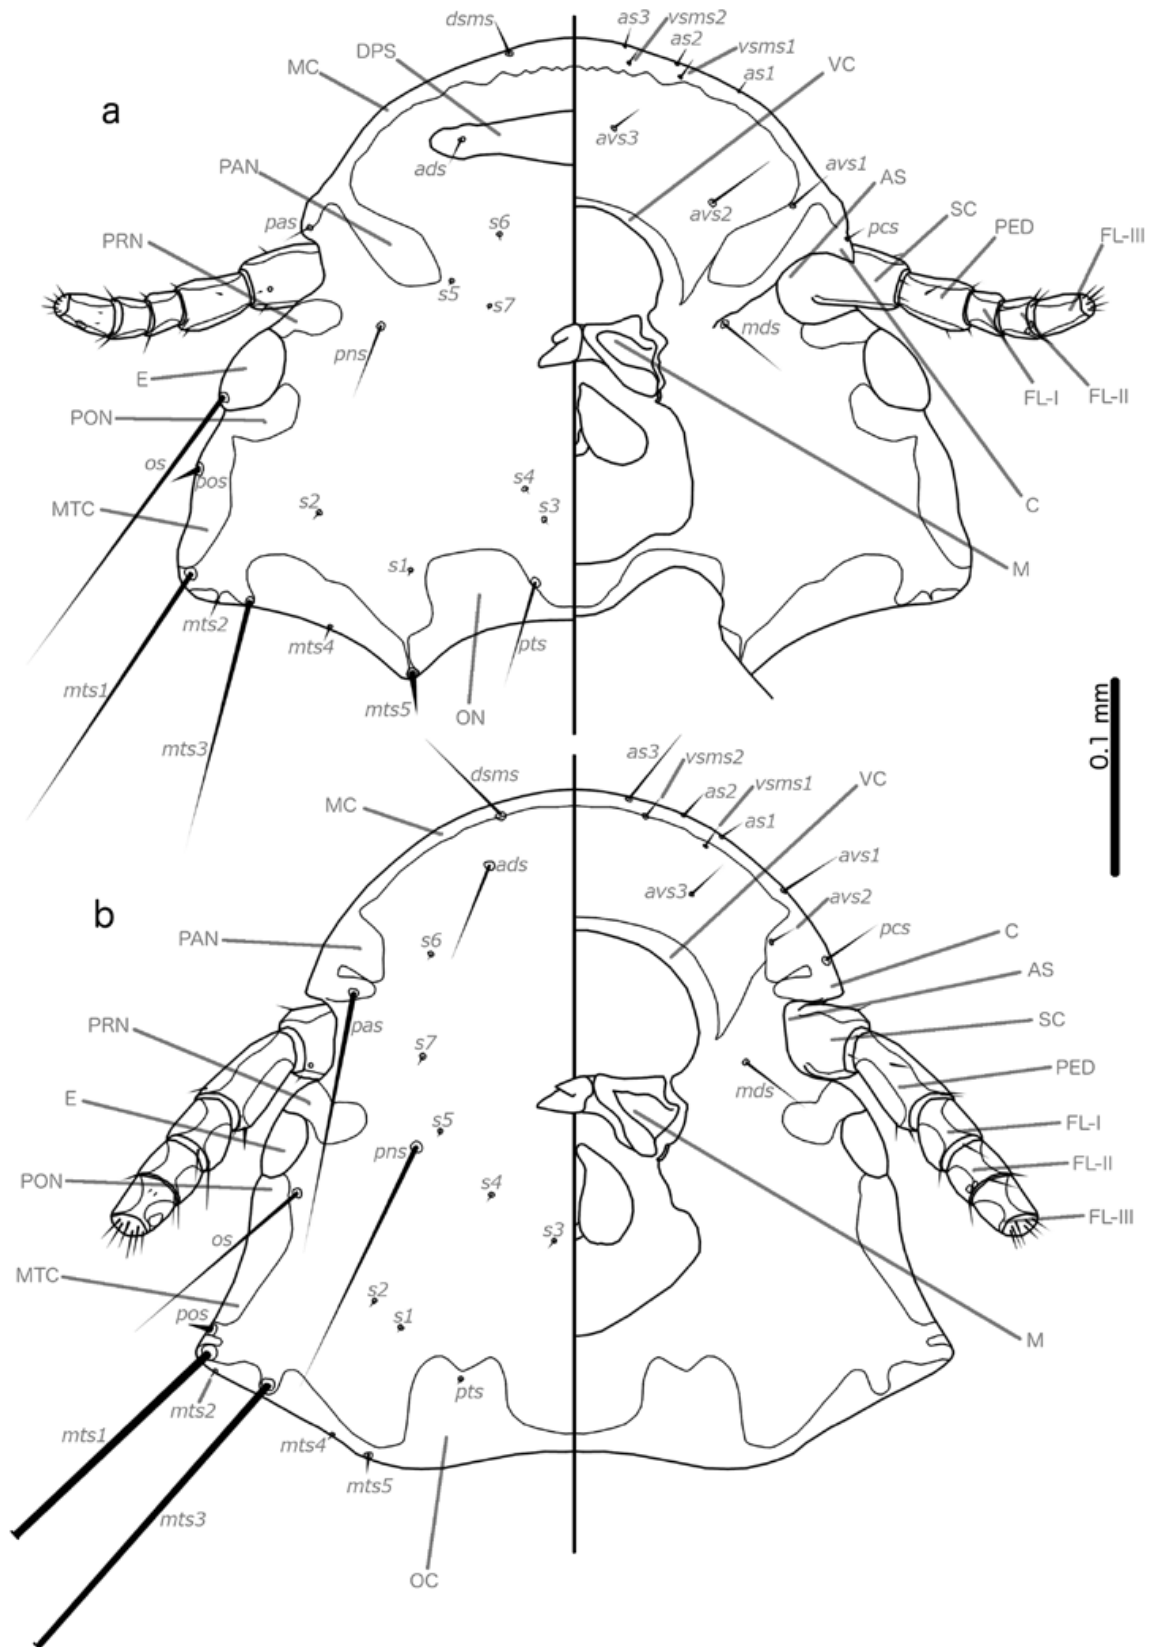 a
dsms
as3
vsms2
as2
vsms1
as1
DPS
MC
VC
avs3
ads
PAN
avs1
AS
avs2
SC
pas
s6
pcs
PED
PRN
FL-III
s5
s7
mds
pns
E
FL-I
FL-II
PON
os
pos
s4
C
MTC
s2
s3
s1
M
mts2
mts4
pts
mts1
mts5
ON
mts3
0.1 mm
b
dsms
as3
vsms2
as2
vsms1
as1
VC
MC
ads
avs3
avs1
avs2
pcs
C
PAN
s6
AS
PRN
pas
SC
s7
PED
E
mds
FL-I
pns
s5
FL-II
PON
s4
FL-III
os
s3
MTC
pos
s2
s1
M
pts
mts2
mts1
mts4
mts5
mts3
OC